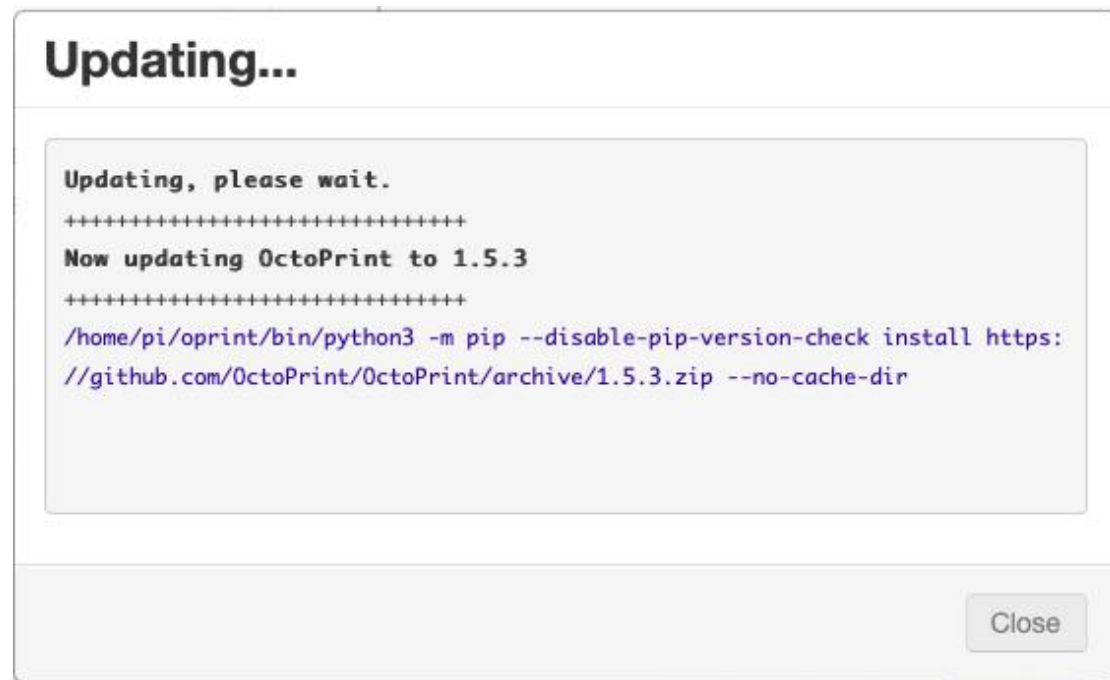 Updating...
Updating, please wait.
+++++++++++++++++++++++++++++++
Now updating OctoPrint to 1.5.3
+++++++++++++++++++++++++++++++
/home/pi/oprint/bin/python3 -m pip --disable-pip-version-check install https:
//github.com/OctoPrint/OctoPrint/archive/1.5.3.zip --no-cache-dir
Close